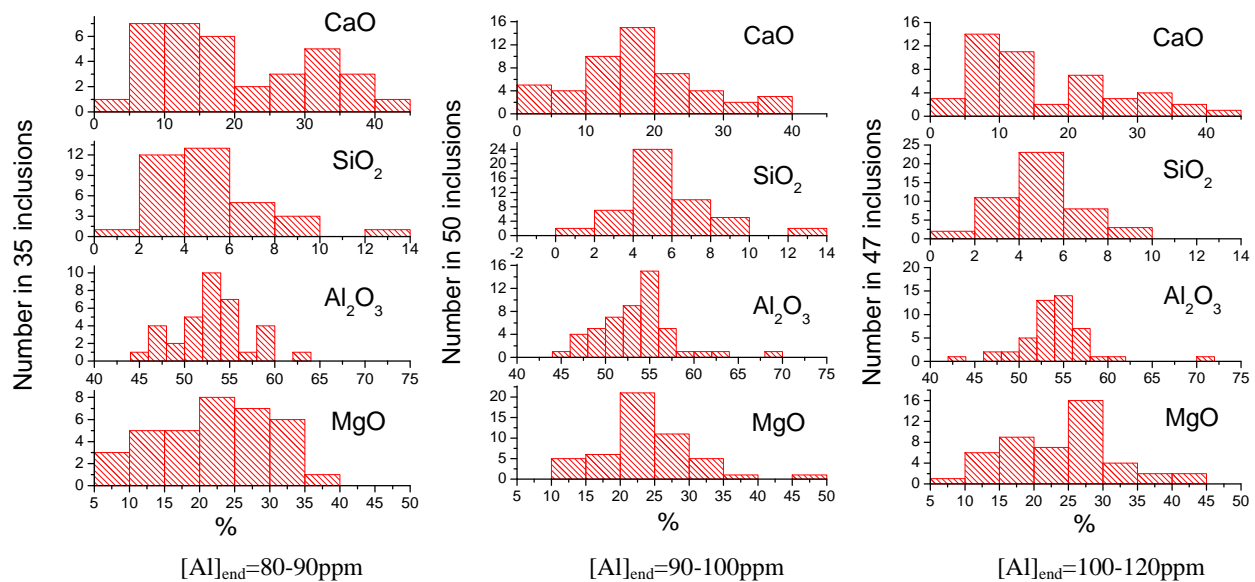 Number in 35 inclusions
CaO
6
4
2
0
0 10 20 30 40
SiO2
12
9
6
3
0
0 2 4 6 8 10 12 14
Al2O3
10
8
6
4
2
0
40 45 50 55 60 65 70 75
MgO
8
6
4
2
0
5 10 15 20 25 30 35 40 45 50
%
[Al]end=80-90ppm
Number in 50 inclusions
CaO
16
12
8
4
0
0 10 20 30 40
SiO2
28
24
20
16
12
8
4
0
-2 0 2 4 6 8 10 12 14
Al2O3
16
12
8
4
0
40 45 50 55 60 65 70 75
MgO
20
15
10
5
0
5 10 15 20 25 30 35 40 45 50
%
[Al]end=90-100ppm
Number in 47 inclusions
CaO
16
12
8
4
0
0 10 20 30 40
SiO2
25
20
15
10
5
0
0 2 4 6 8 10 12 14
Al2O3
20
15
10
5
0
40 45 50 55 60 65 70 75
MgO
16
12
8
4
0
5 10 15 20 25 30 35 40 45 50
%
[Al]end=100-120ppm